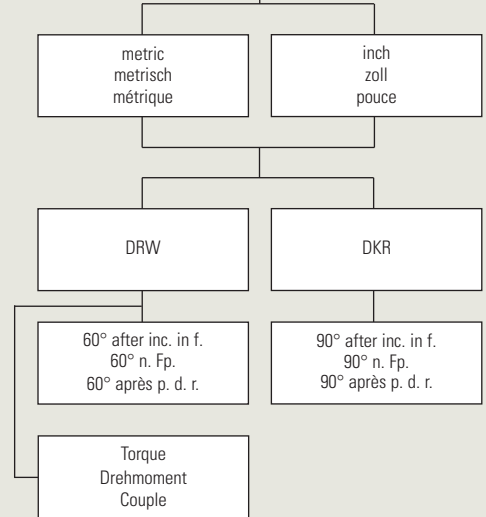 metric
metrisch
métrique
inch
zoll
pouce
DRW
DKR
60° after inc. in f.
60° n. Fp.
60° après p. d. r.
90° after inc. in f.
90° n. Fp.
90° après p. d. r.
Torque
Drehmoment
Couple